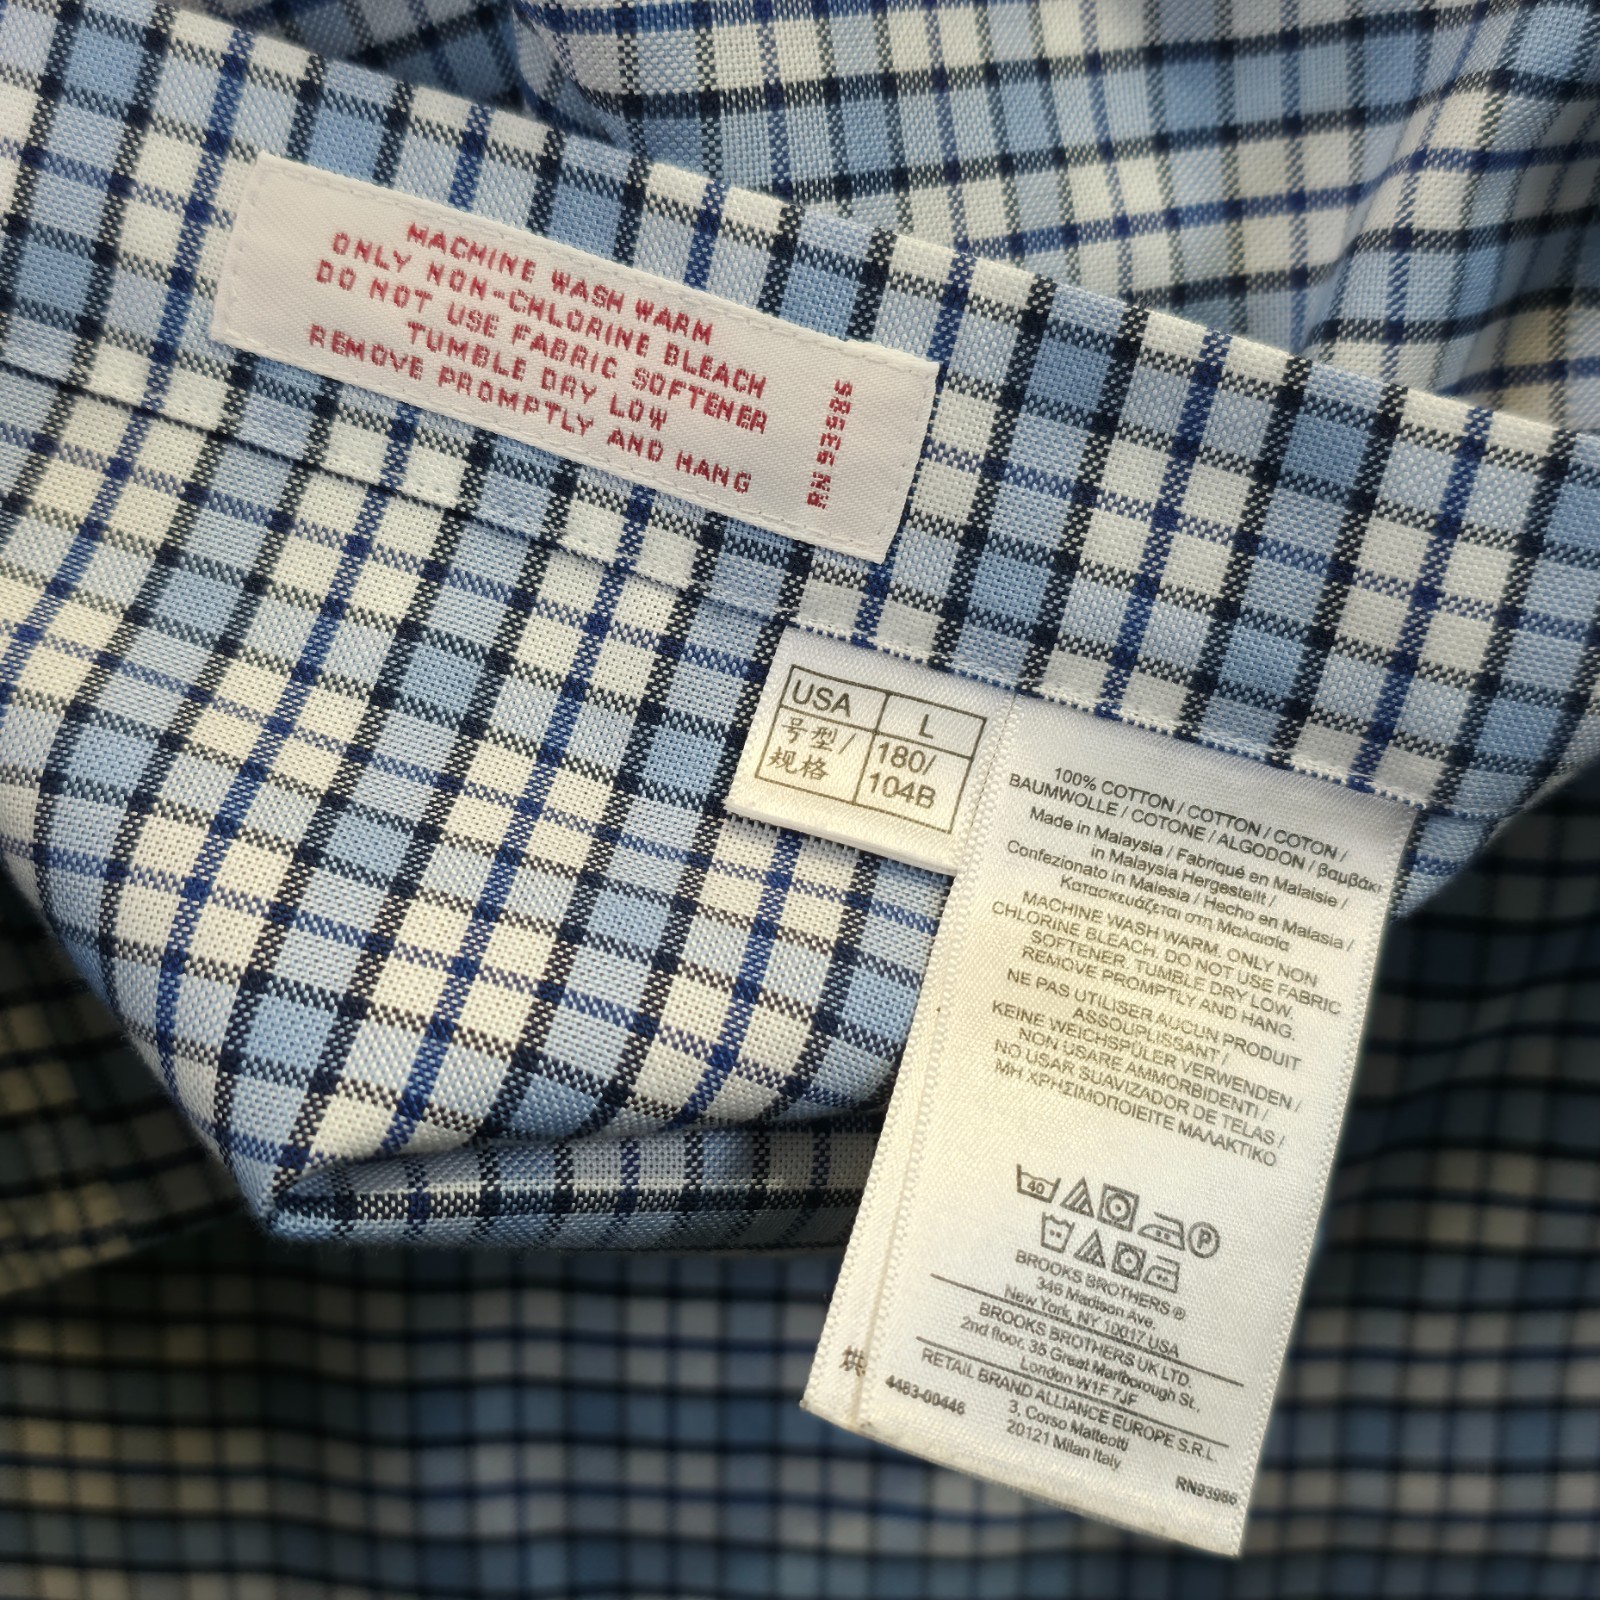 MACHINE WASH WARM
ONLY NON-CHLORINE BLEACH
DO NOT USE FABRIC SOFTENER
TUMBLE DRY LOW
REMOVE PROMPTLY AND HANG
USA L
号型/ 180/
规格 104B
100% COTTON / COTTON / COTON /
BAUMWOLLE / COTONE / ALGODON / βαμβάκι
Made in Malaysia / Fabriqué en Malaisie /
in Malaysia Hergestellt /
Confezionato in Malesia / Hecho en Malasia /
Κατασκευάζεται στη Μαλαισία
MACHINE WASH WARM. ONLY NON
CHLORINE BLEACH. DO NOT USE FABRIC
SOFTENER. TUMBLE DRY LOW.
REMOVE PROMPTLY AND HANG.
NE PAS UTILISER AUCUN PRODUIT
ASSOUPLISSANT /
KEINE WEICHSPÜLER VERWENDEN /
NON USARE AMMORBIDENTI /
NO USAR SUAVIZADOR DE TELAS /
ΜΗ ΧΡΗΣΙΜΟΠΟΙΕΙΤΕ ΜΑΛΑΚΤΙΚΟ
40
P
BROOKS BROTHERS ®
346 Madison Ave.
New York, NY 10017 USA
BROOKS BROTHERS UK LTD.
2nd floor, 35 Great Marlborough St.,
London W1F 7JF
RETAIL BRAND ALLIANCE EUROPE S.R.L.
3, Corso Matteotti
20121 Milan Italy
4483-00446
RN93986